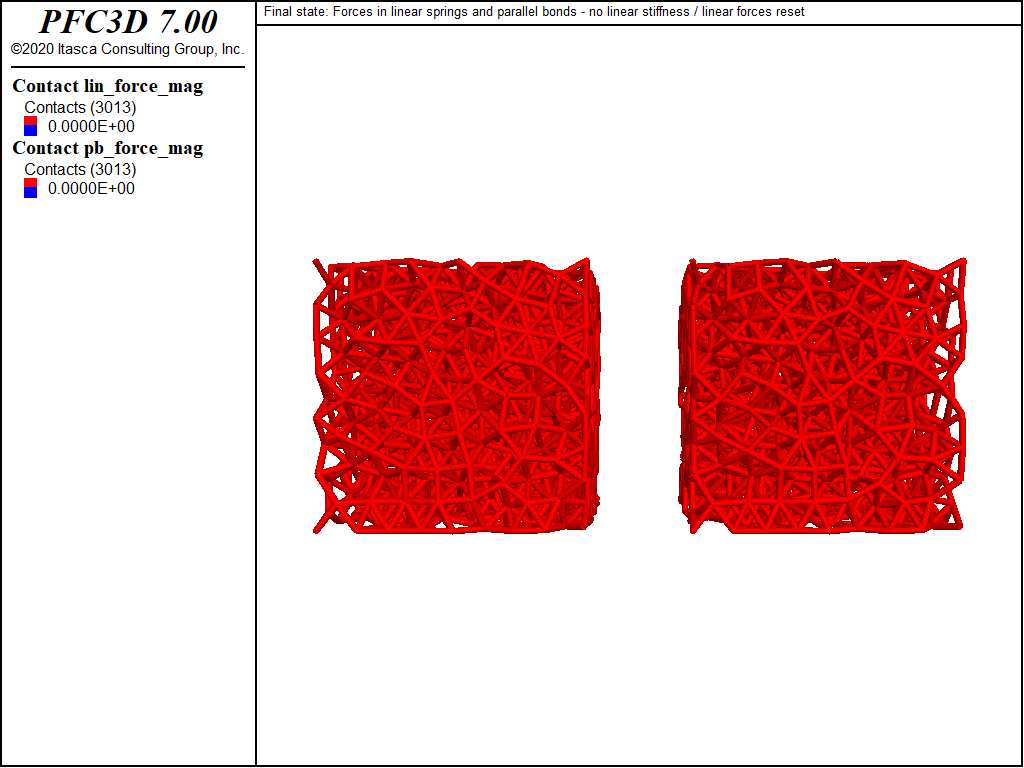 PFC3D 7.00
©2020 Itasca Consulting Group, Inc.
Contact lin_force_mag
Contacts (3013)
0.0000E+00
Contact pb_force_mag
Contacts (3013)
0.0000E+00
Final state: Forces in linear springs and parallel bonds - no linear stiffness / linear forces reset